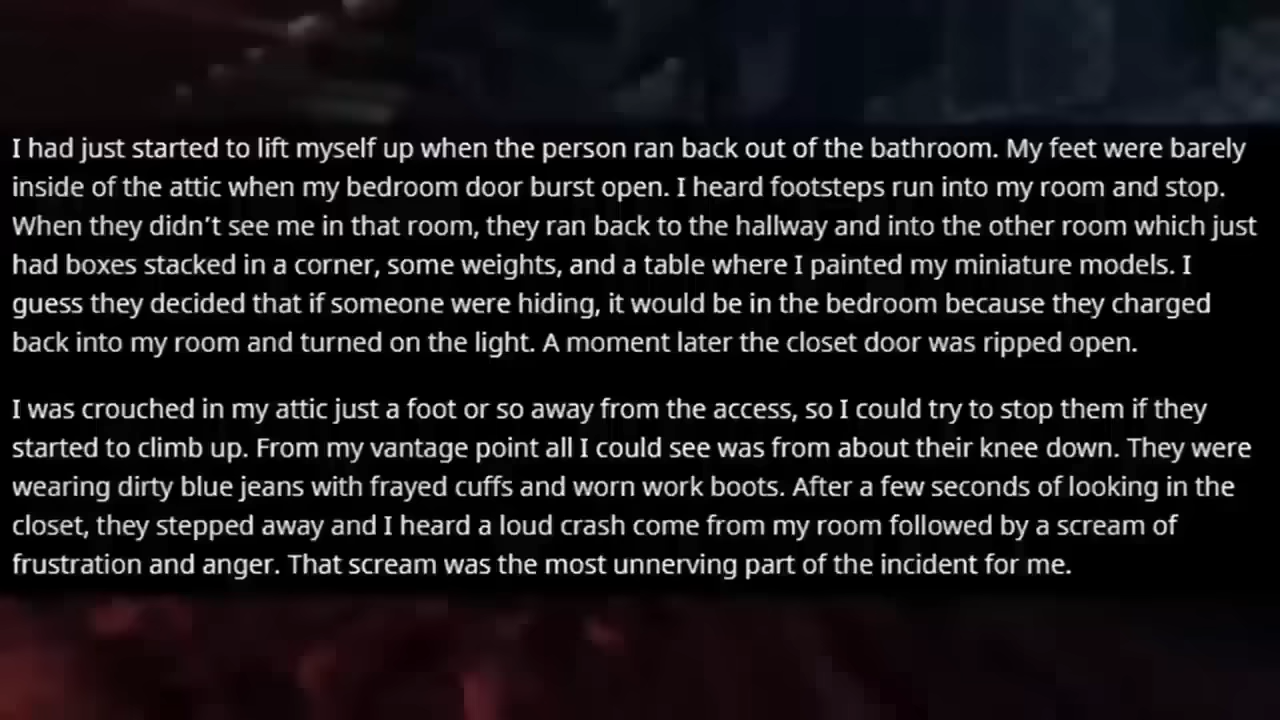 I had just started to lift myself up when the person ran back out of the bathroom. My feet were barely
inside of the attic when my bedroom door burst open. I heard footsteps run into my room and stop.
When they didn’t see me in that room, they ran back to the hallway and into the other room which just
had boxes stacked in a corner, some weights, and a table where I painted my miniature models. I
guess they decided that if someone were hiding, it would be in the bedroom because they charged
back into my room and turned on the light. A moment later the closet door was ripped open.
I was crouched in my attic just a foot or so away from the access, so I could try to stop them if they
started to climb up. From my vantage point all I could see was from about their knee down. They were
wearing dirty blue jeans with frayed cuffs and worn work boots. After a few seconds of looking in the
closet, they stepped away and I heard a loud crash come from my room followed by a scream of
frustration and anger. That scream was the most unnerving part of the incident for me.